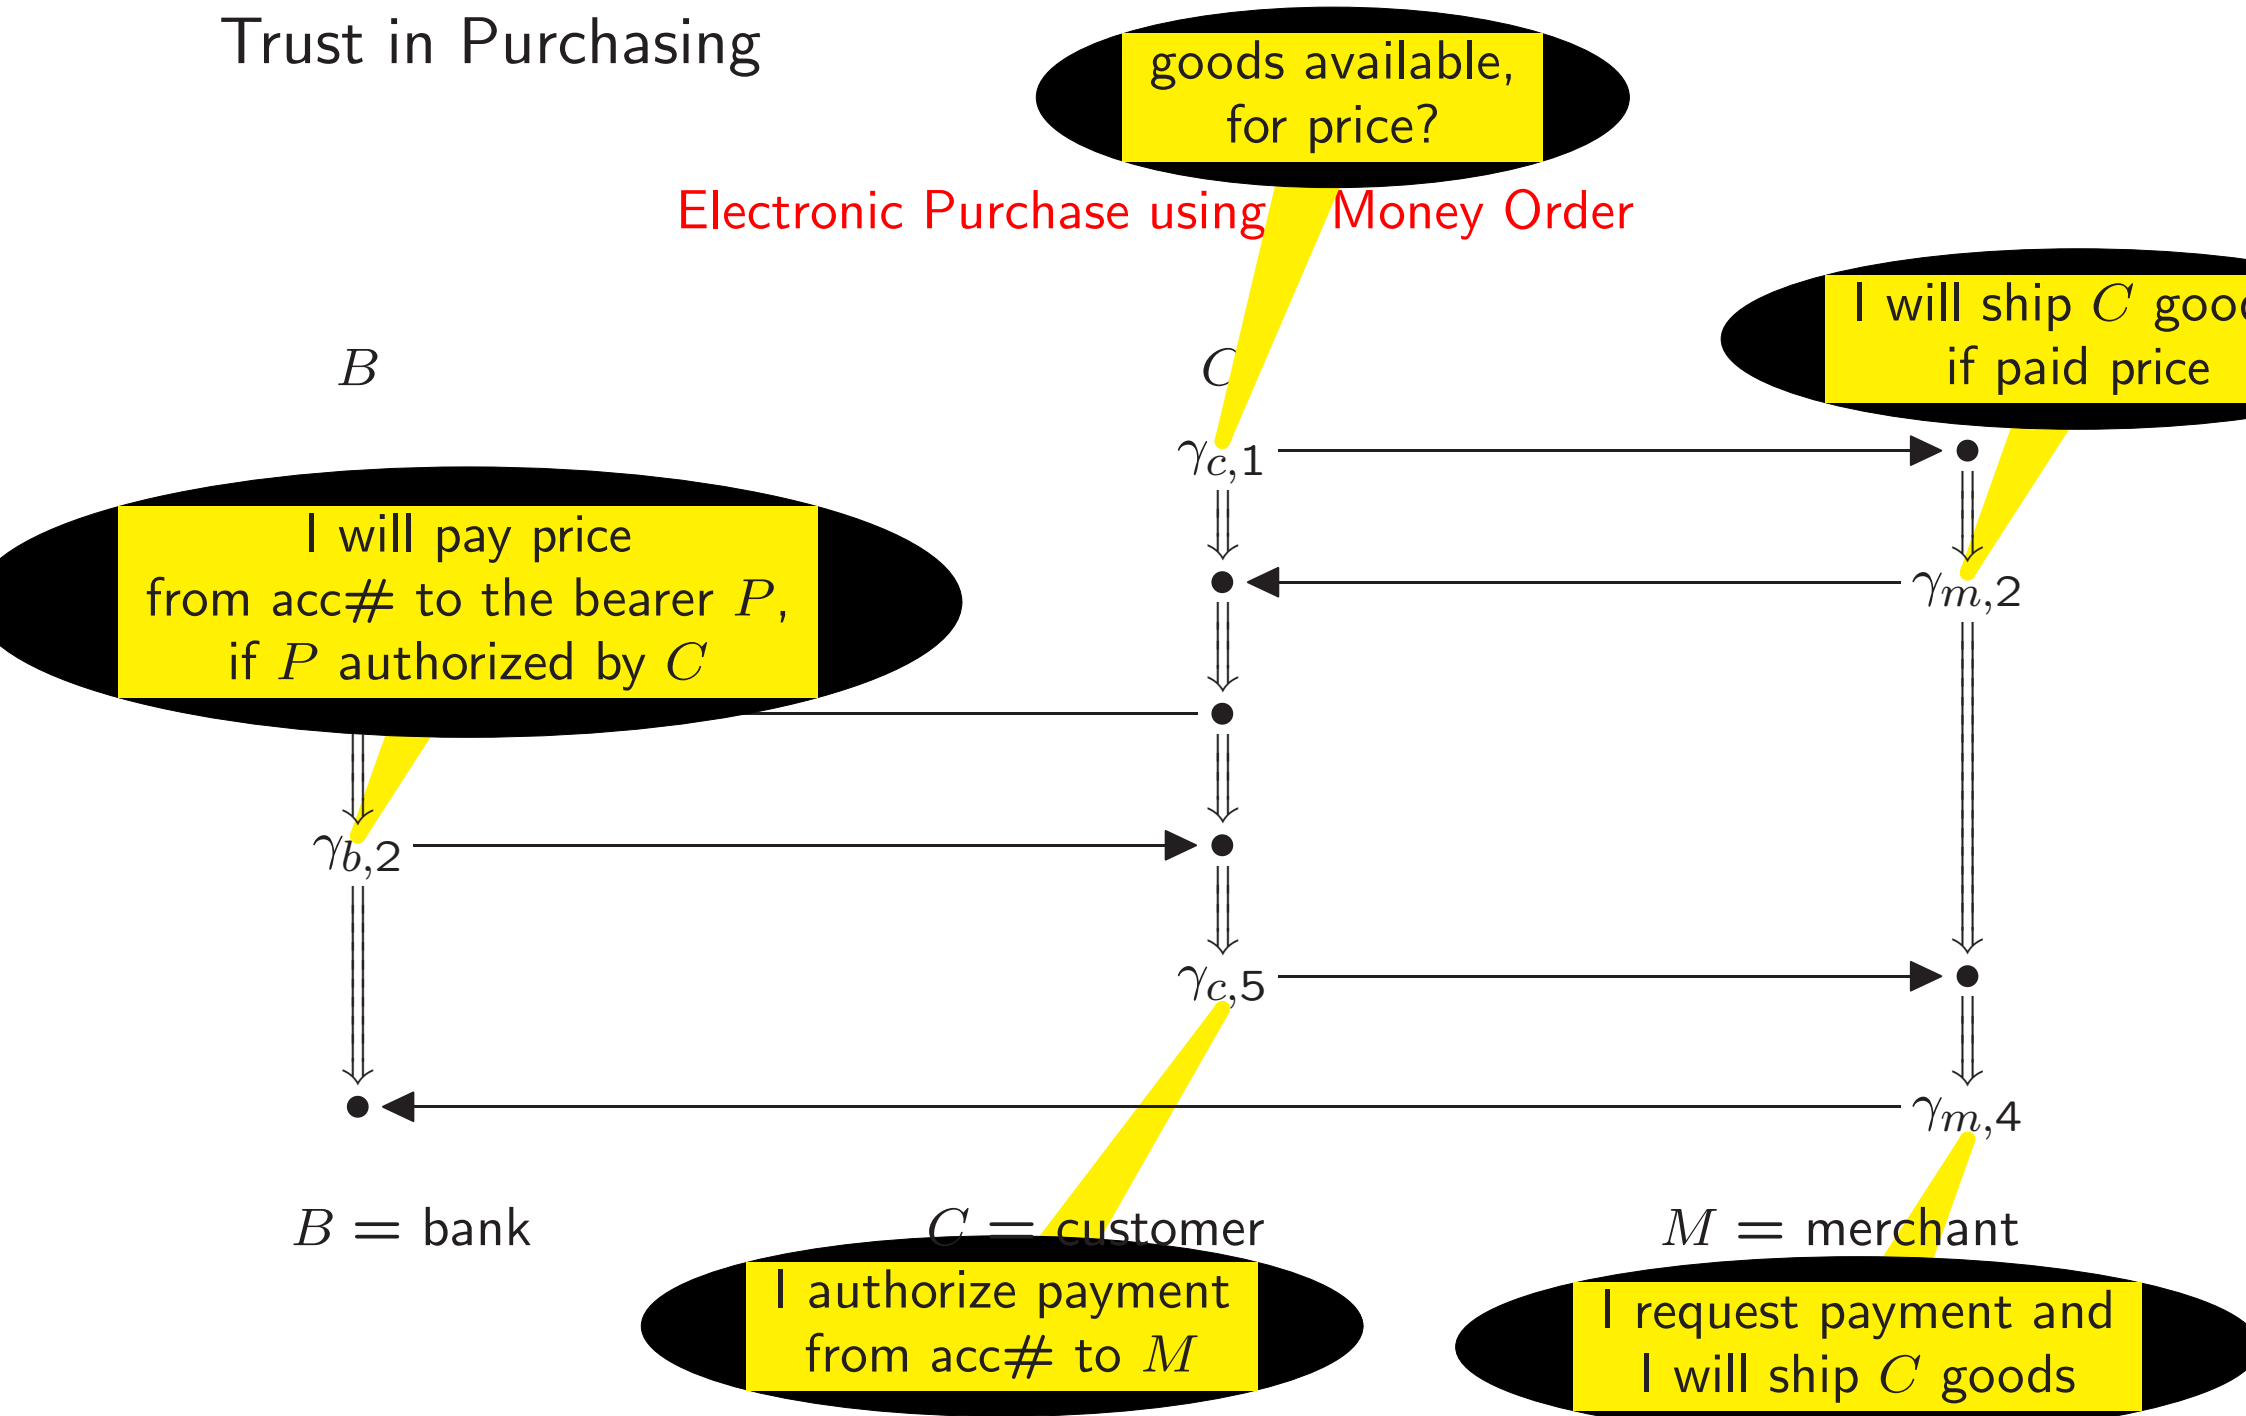 Trust in Purchasing
goods available,
for price?
Electronic Purchase using Money Order
I will ship C
if paid price
B
C
γc,1
I will pay price
from acc# to the bearer P,
if P authorized by C
γm,2
γb,2
γc,5
γm,4
B = bank
C = customer
M = merchant
I authorize payment
from acc# to M
I request payment and
I will ship C goods